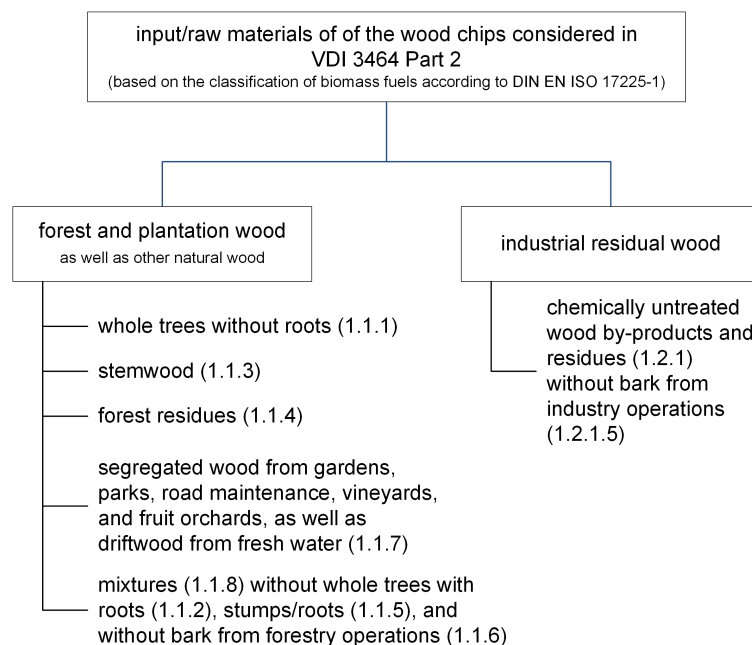 input/raw materials of of the wood chips considered in
VDI 3464 Part 2
(based on the classification of biomass fuels according to DIN EN ISO 17225-1)
forest and plantation wood
as well as other natural wood
whole trees without roots (1.1.1)
stemwood (1.1.3)
forest residues (1.1.4)
segregated wood from gardens,
parks, road maintenance, vineyards,
and fruit orchards, as well as
driftwood from fresh water (1.1.7)
mixtures (1.1.8) without whole trees with
roots (1.1.2), stumps/roots (1.1.5), and
without bark from forestry operations (1.1.6)
industrial residual wood
chemically untreated
wood by-products and
residues (1.2.1)
without bark from
industry operations
(1.2.1.5)